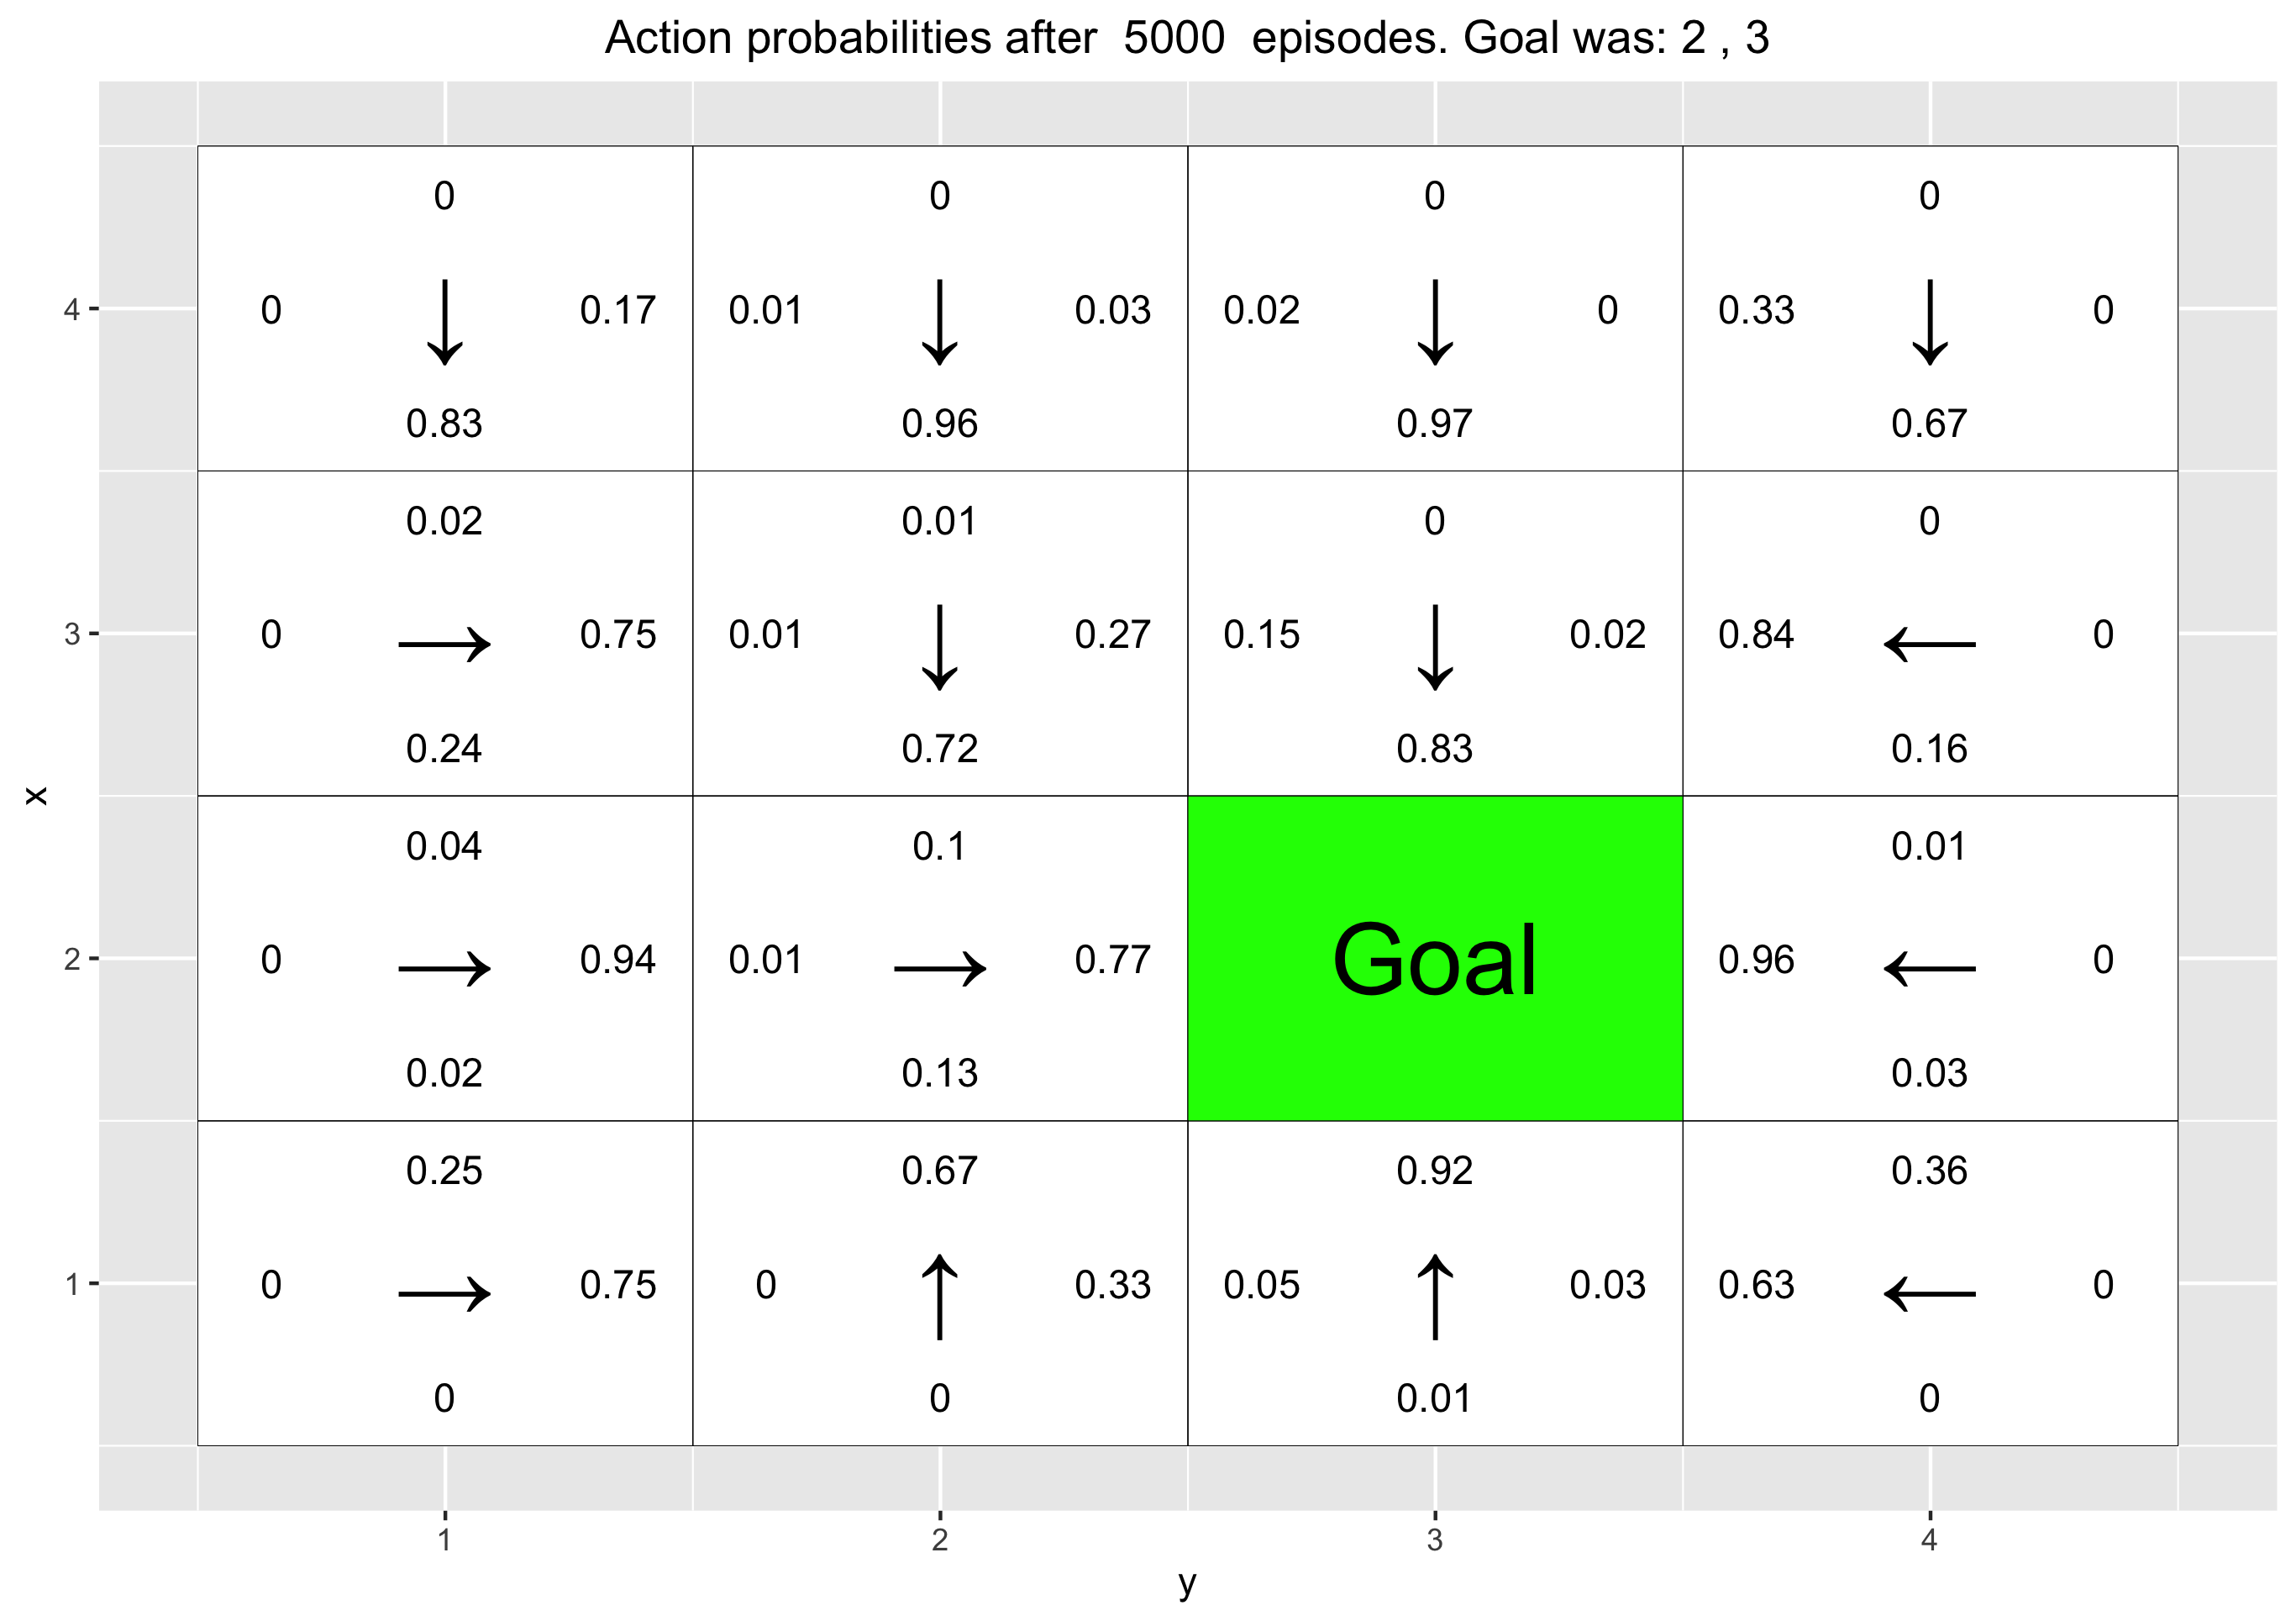 Action probabilities after  5000  episodes. Goal was: 2 , 3
0 0 0 0
4 0 0.17 0.01 0.03 0.02 0 0.33 0
0.83 0.96 0.97 0.67
0.02 0.01 0 0
3 0 0.75 0.01 0.27 0.15 0.02 0.84 0
0.24 0.72 0.83 0.16
x
0.04 0.1 0.01
2 0 0.94 0.01 0.77 Goal 0.96 0
0.02 0.13 0.03
0.25 0.67 0.92 0.36
1 0 0.75 0 0.33 0.05 0.03 0.63 0
0 0 0.01 0
1 2 3 4
y